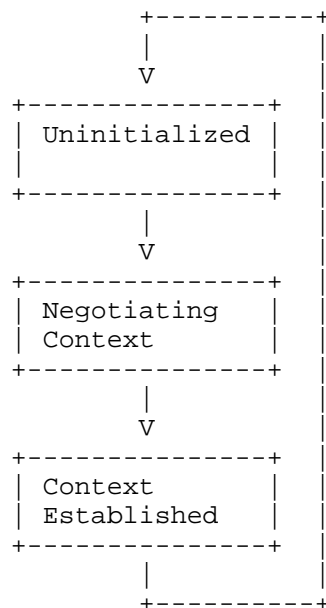 Uninitialized
Negotiating
Context
Context
Established